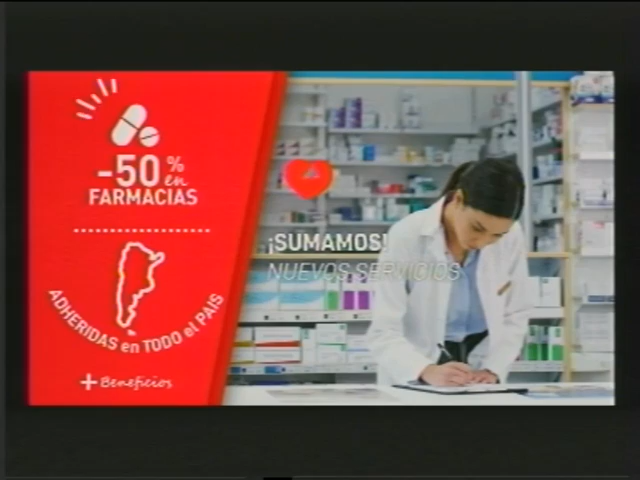 -50% en
FARMACIAS
ADHERIDAS en TODO el PAIS
+ Beneficios
¡SUMAMOS!
NUEVOS SERVICIOS